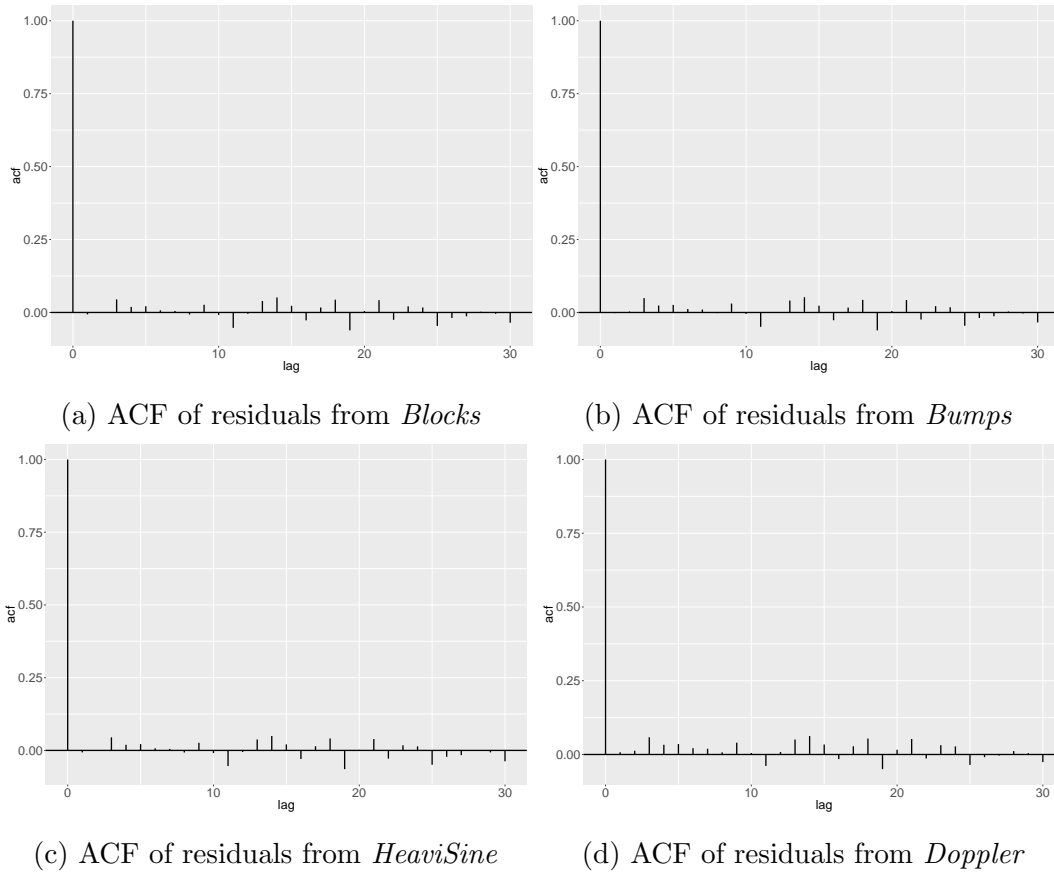 1.00
0.75
0.50
0.25
0.00
acf
0 10 20 30
lag
(a) ACF of residuals from Blocks
1.00
0.75
0.50
0.25
0.00
acf
0 10 20 30
lag
(b) ACF of residuals from Bumps
1.00
0.75
0.50
0.25
0.00
acf
0 10 20 30
lag
(c) ACF of residuals from HeaviSine
1.00
0.75
0.50
0.25
0.00
acf
0 10 20 30
lag
(d) ACF of residuals from Doppler